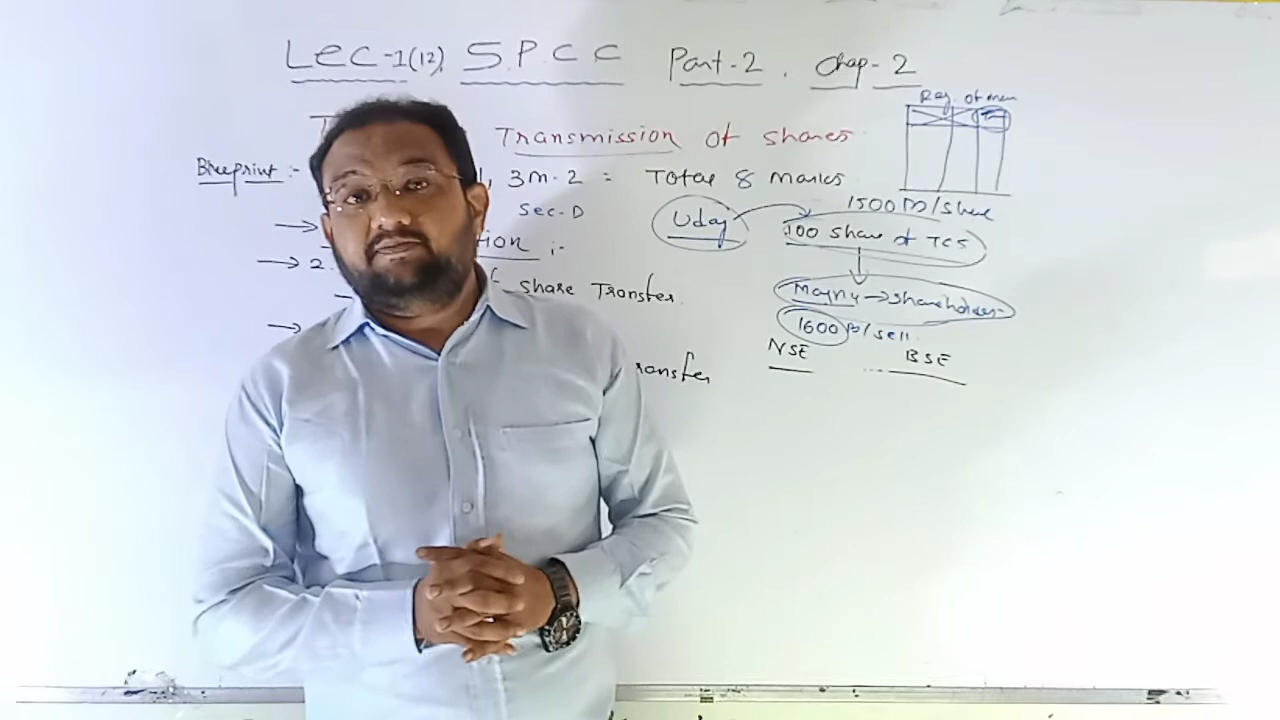 Lec-1(12), S.P.C.C Part-2, Chap-2
Reg. of mem
Transmission of shares
Blueprint :- 1, 3m-2 = Total 8 marks
Sec-D
1500 Rs/share
Uday
100 share of TCS
tion :-
→ 2.
share Transfer
→ shareholder
1600 Rs/sell
NSE BSE
ransfer